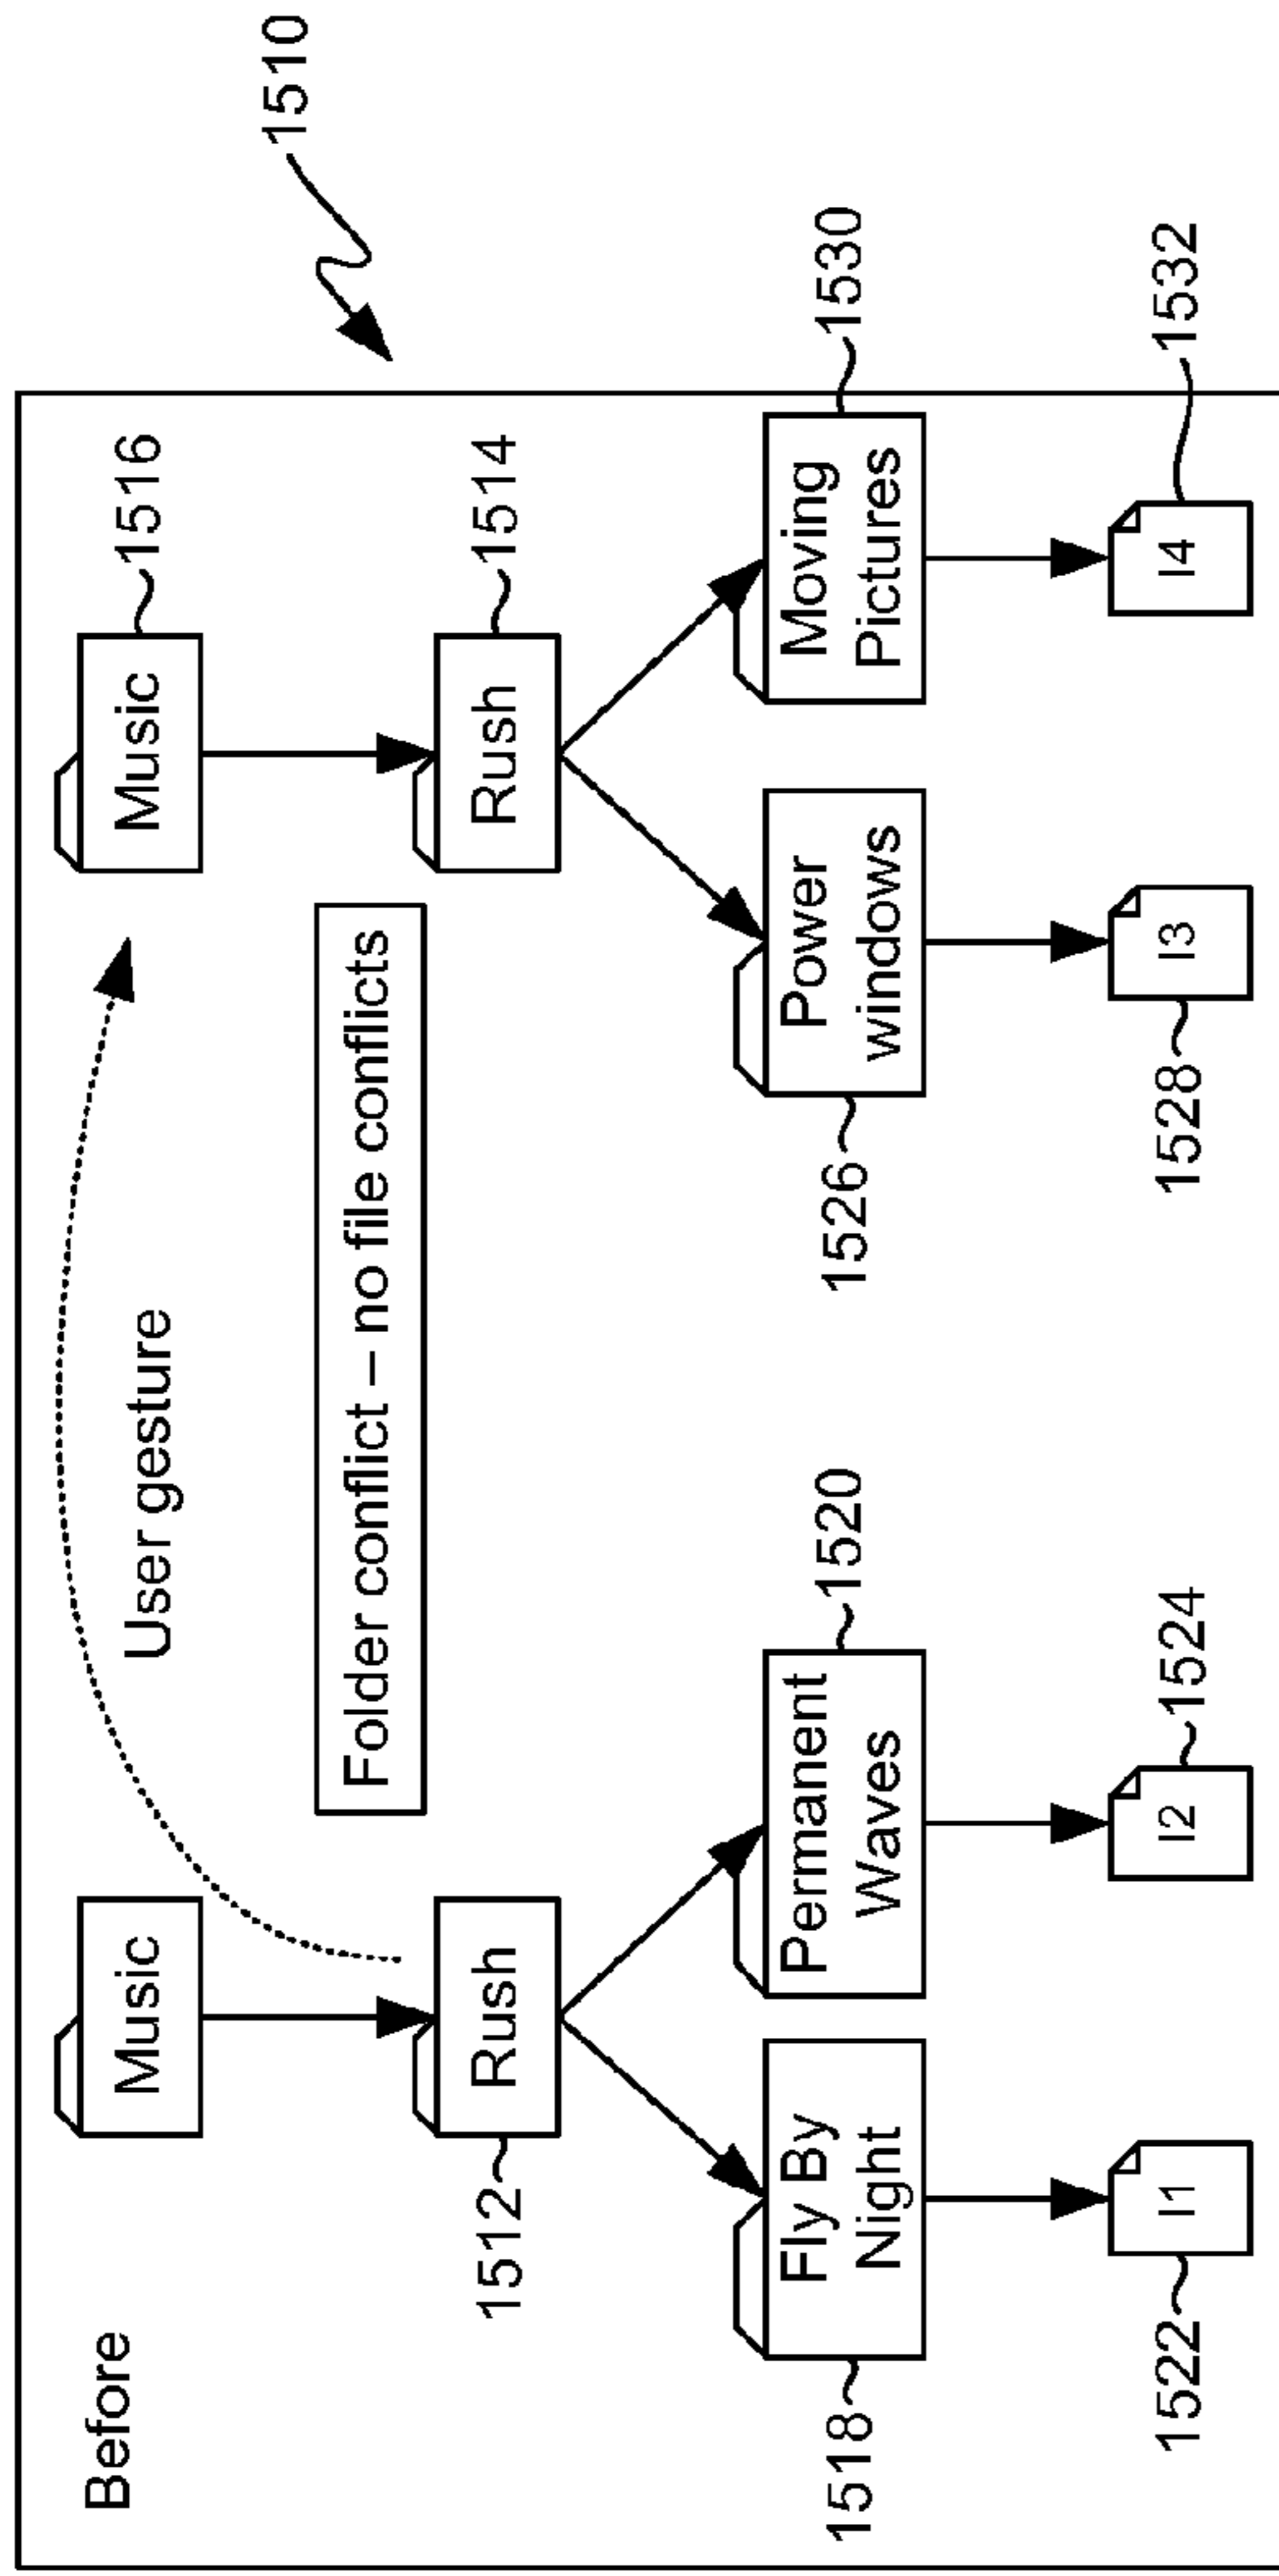 Before
1510
Music
User gesture
Music
1516
Folder conflict – no file conflicts
1512
Rush
Rush
1514
1518
Fly By
Night
Permanent
Waves
1520
1526
Power
windows
Moving
Pictures
1530
1522
I1
I2
1524
1528
I3
I4
1532